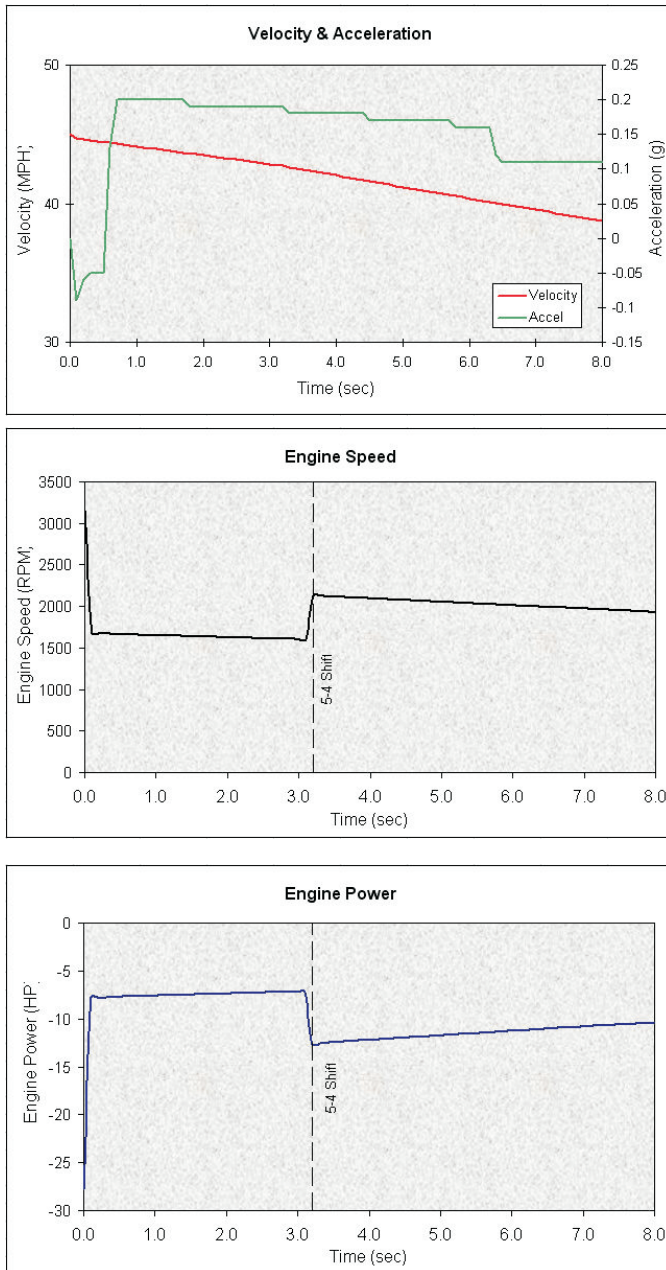 Velocity & Acceleration
50
40
30
Velocity (MPH)
0.25
0.2
0.15
0.1
0.05
0
-0.05
-0.1
-0.15
Acceleration (g)
Velocity
Accel
0.0 1.0 2.0 3.0 4.0 5.0 6.0 7.0 8.0
Time (sec)
Engine Speed
3500
3000
2500
2000
1500
1000
500
0
Engine Speed (RPM)
5-4 Shift
0.0 1.0 2.0 3.0 4.0 5.0 6.0 7.0 8.0
Time (sec)
Engine Power
0
-5
-10
-15
-20
-25
-30
Engine Power (HP)
5-4 Shift
0.0 1.0 2.0 3.0 4.0 5.0 6.0 7.0 8.0
Time (sec)